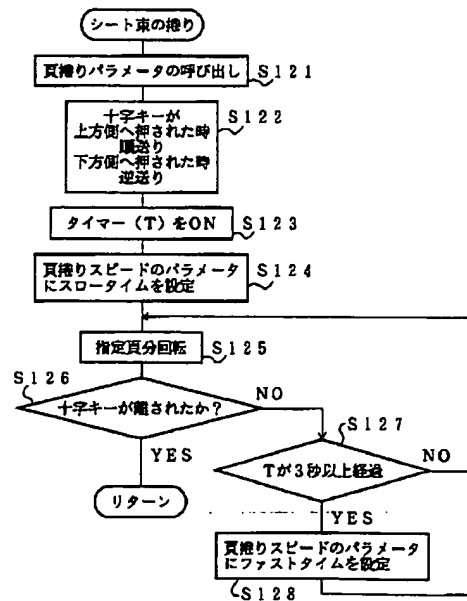 シート束の捲り
頁捲りパラメータの呼び出し
S121
十字キーが
上方側へ押された時
順送り
下方側へ押された時
逆送り
S122
タイマー(T)をON
S123
頁捲りスピードのパラメータ
にスロータイムを設定
S124
指定頁分回転
S125
S126
十字キーが離されたか?
NO
YES
リターン
S127
Tが3秒以上経過
NO
YES
頁捲りスピードのパラメータ
にファストタイムを設定
S128